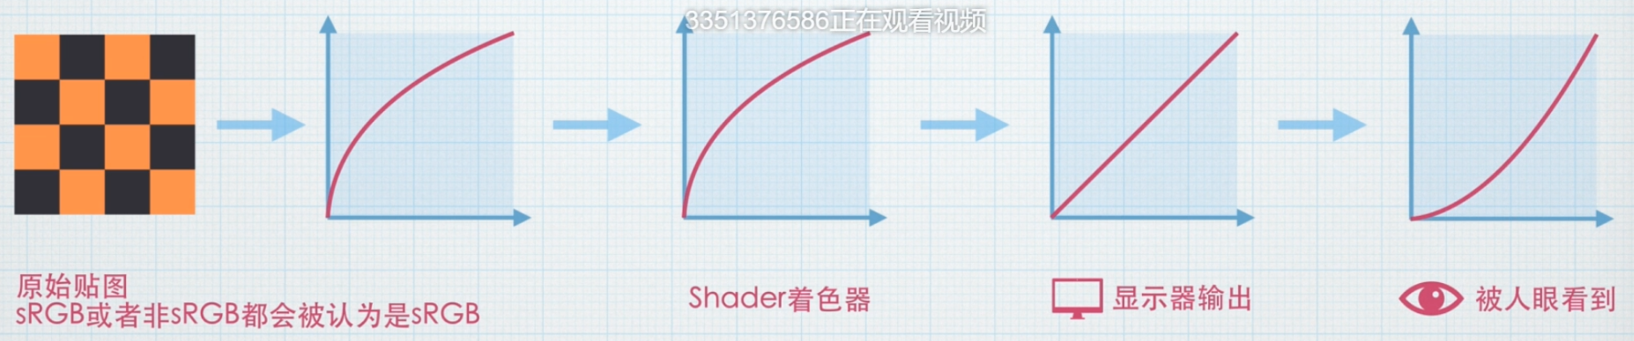 3351376586正在观看视频
原始贴图
sRGB或者非sRGB都会被认为是sRGB
Shader着色器
显示器输出
被人眼看到